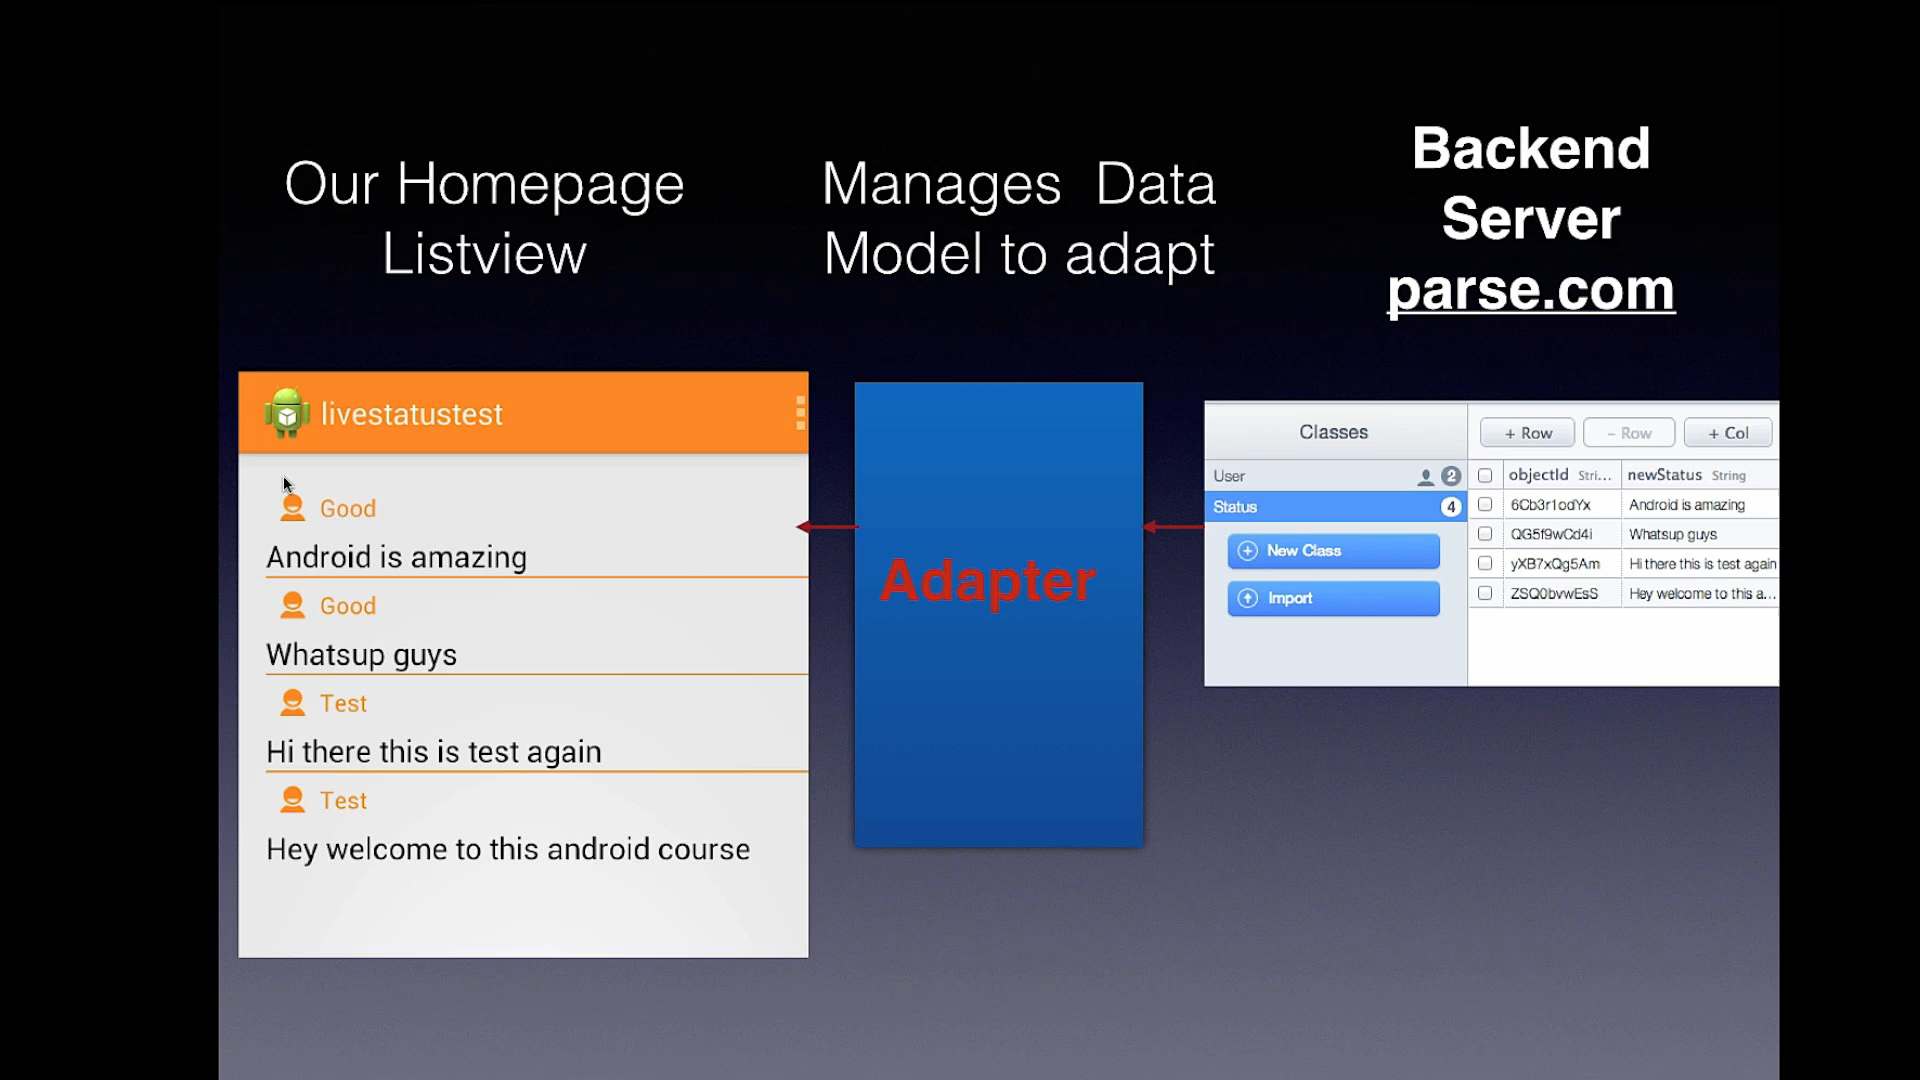 Our Homepage
Listview
Manages Data
Model to adapt
Backend
Server
parse.com
livestatustest
Good
Android is amazing
Good
Whatsup guys
Test
Hi there this is test again
Test
Hey welcome to this android course
Adapter
Classes
+ Row
- Row
+ Col
User
2
Status
4
New Class
Import
objectId Stri... newStatus String
6Cb3r1odYx Android is amazing
QG5f9wCd4i Whatsup guys
yXB7xQg5Am Hi there this is test again
ZSQ0bvwEsS Hey welcome to this a...